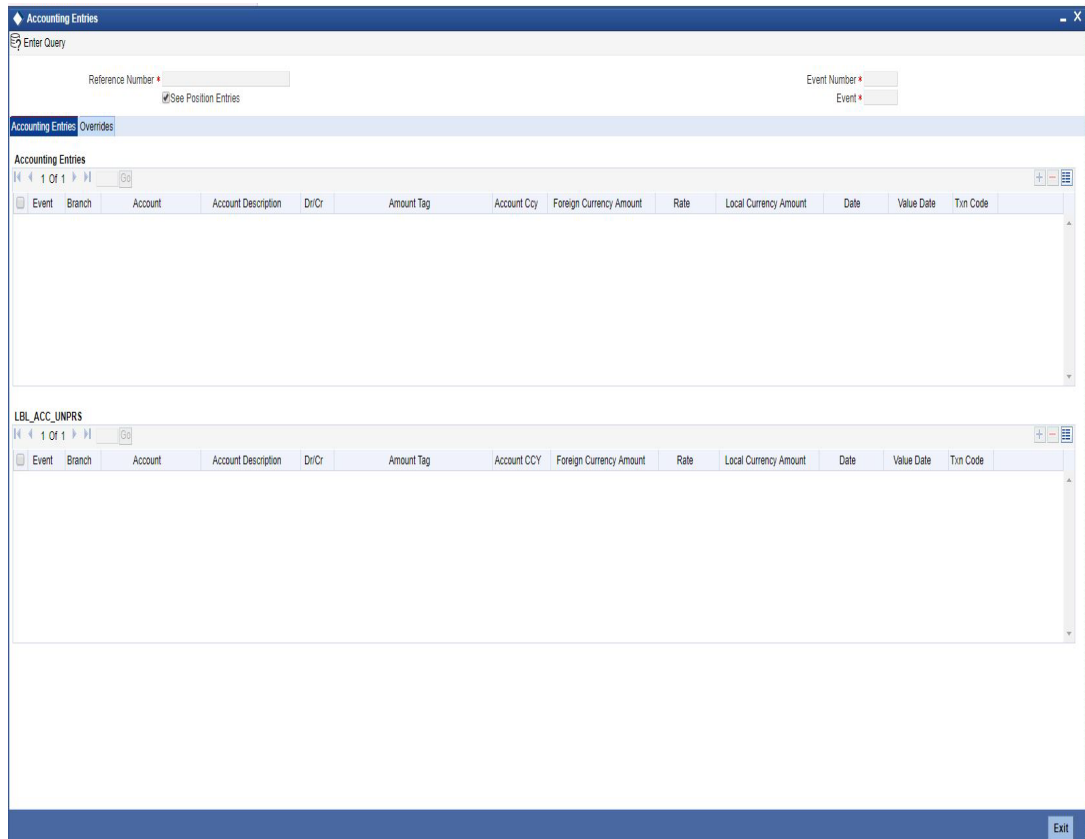 Accounting Entries
Enter Query
Reference Number *
Event Number *
See Position Entries
Event *
Accounting Entries Overrides
Accounting Entries
1 Of 1 Go
Event Branch Account Account Description Dr/Cr Amount Tag Account Ccy Foreign Currency Amount Rate Local Currency Amount Date Value Date Txn Code
LBL_ACC_UNPRS
1 Of 1 Go
Event Branch Account Account Description Dr/Cr Amount Tag Account CCY Foreign Currency Amount Rate Local Currency Amount Date Value Date Txn Code
Exit